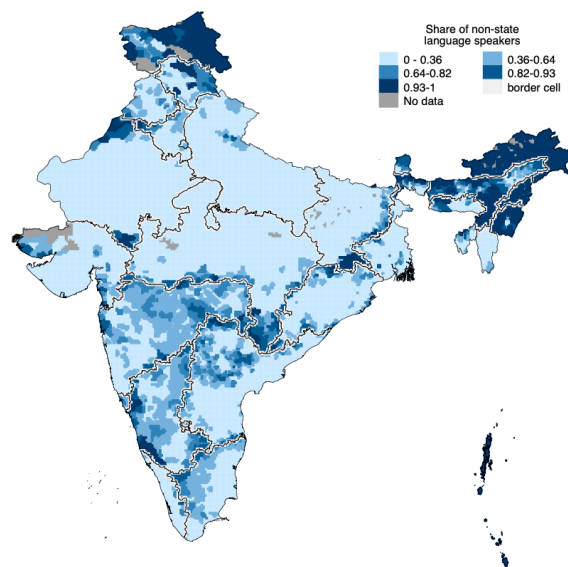 Share of non-state
language speakers
0 - 0.36
0.36-0.64
0.64-0.82
0.82-0.93
0.93-1
border cell
No data